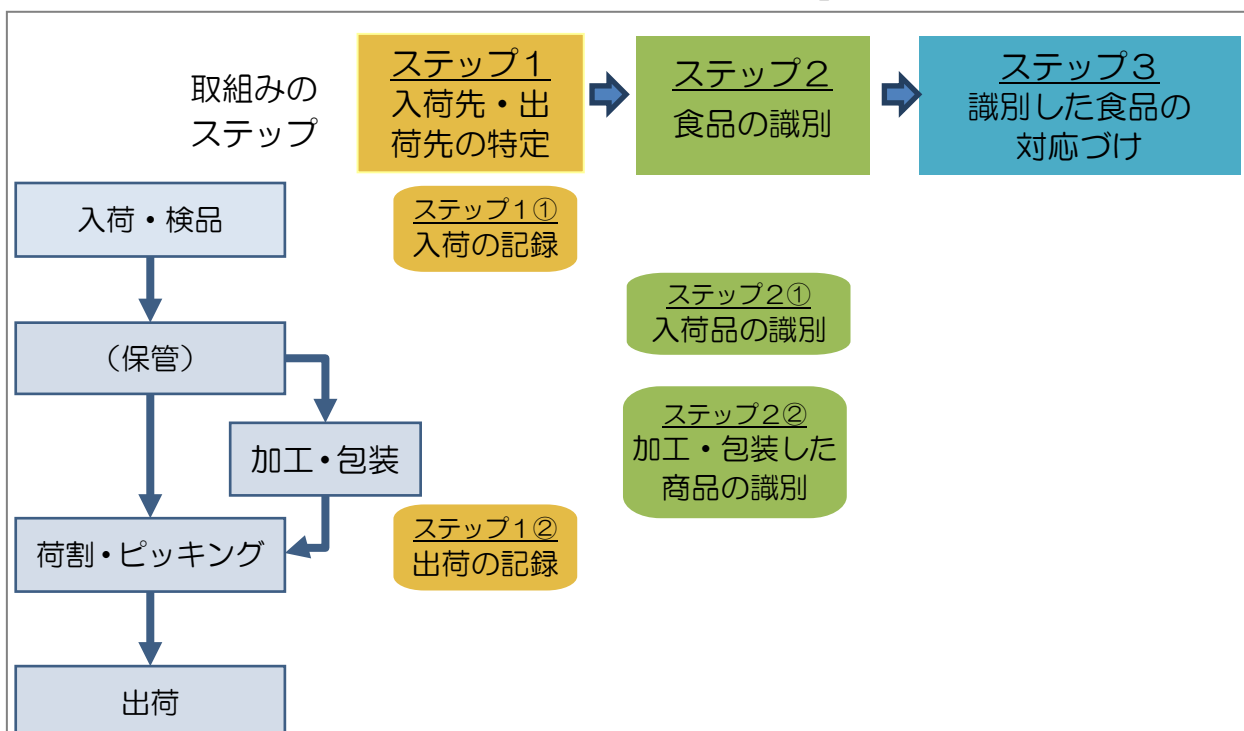 取組みの
ステップ
ステップ１
入荷先・出
荷先の特定
ステップ２
食品の識別
ステップ３
識別した食品の
対応づけ
入荷・検品
ステップ１①
入荷の記録
ステップ２①
入荷品の識別
（保管）
ステップ２②
加工・包装した
商品の識別
加工・包装
ステップ１②
出荷の記録
荷割・ピッキング
出荷